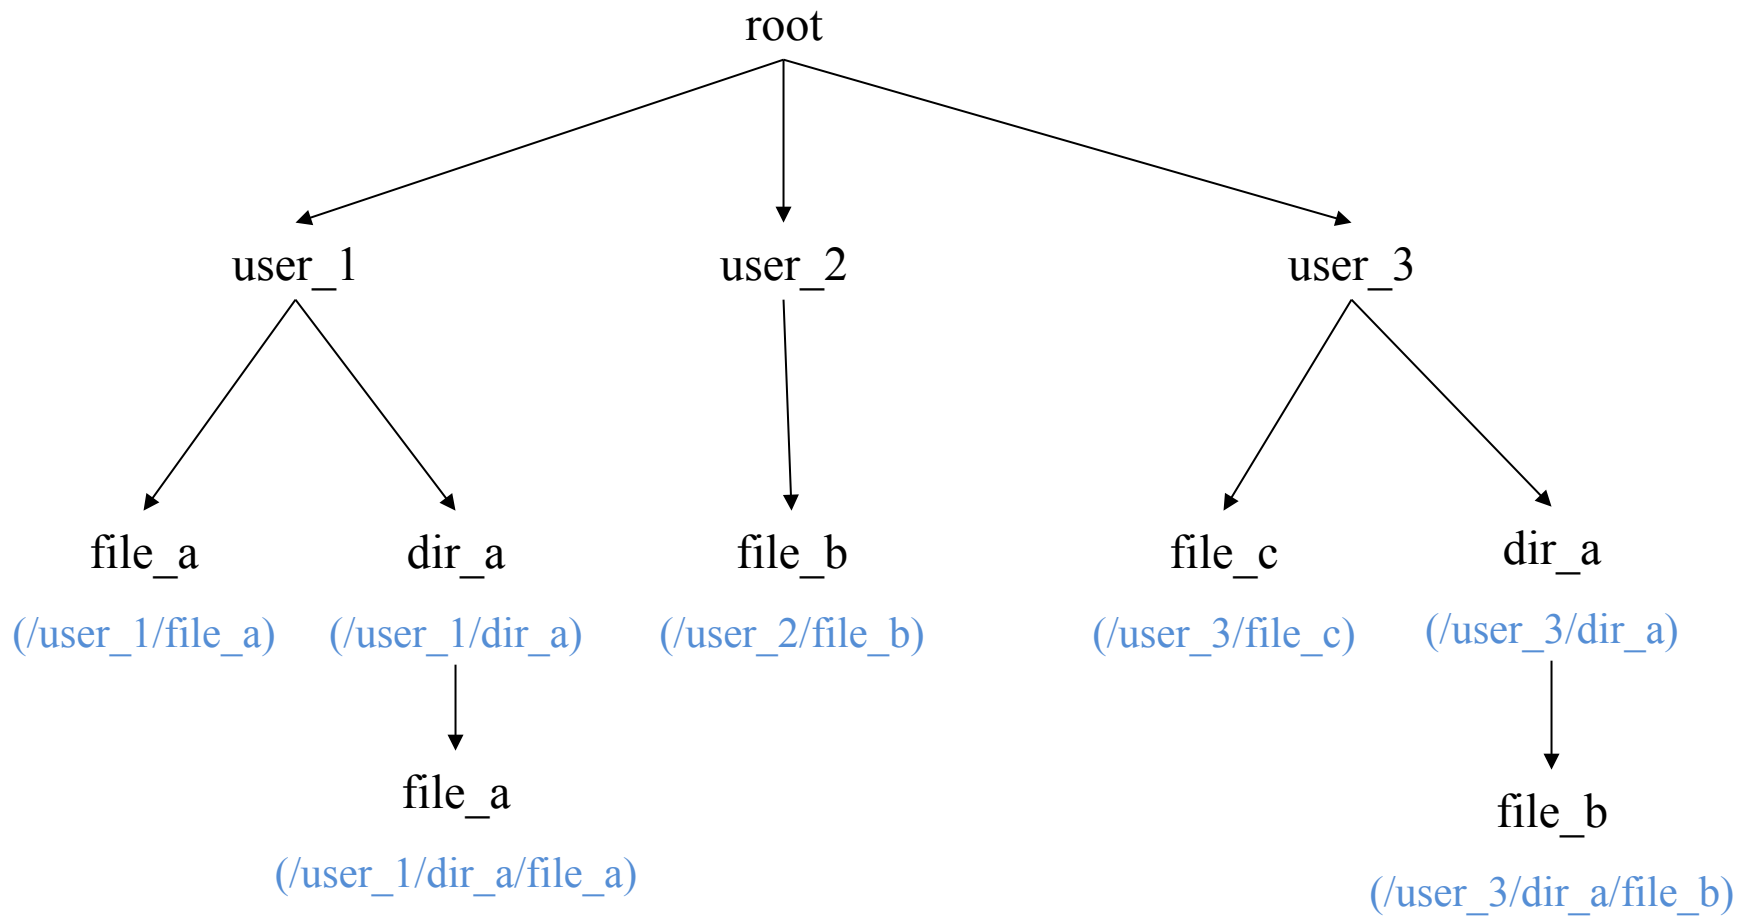 root
user_1
user_2
user_3
file_a
dir_a
file_b
file_c
dir_a
(/user_1/file_a)
(/user_1/dir_a)
(/user_2/file_b)
(/user_3/file_c)
(/user_3/dir_a)
file_a
file_b
(/user_1/dir_a/file_a)
(/user_3/dir_a/file_b)